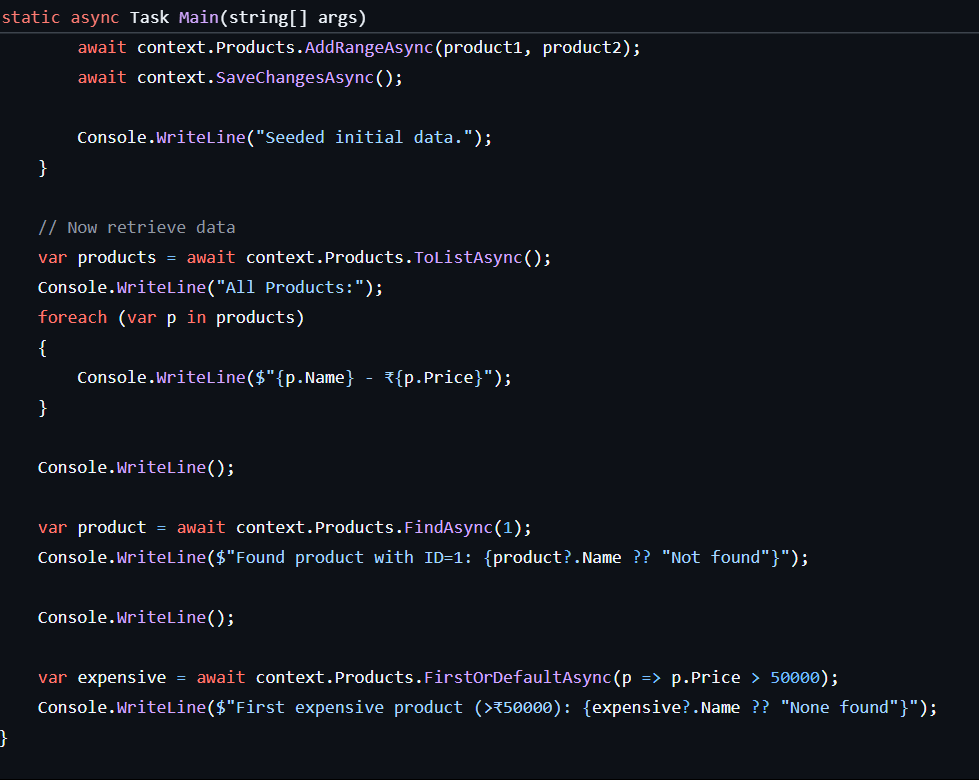 static async Task Main(string[] args)
await context.Products.AddRangeAsync(product1, product2);
await context.SaveChangesAsync();
Console.WriteLine("Seeded initial data.");
}
// Now retrieve data
var products = await context.Products.ToListAsync();
Console.WriteLine("All Products:");
foreach (var p in products)
{
Console.WriteLine($"{p.Name} - ₹{p.Price}");
}
Console.WriteLine();
var product = await context.Products.FindAsync(1);
Console.WriteLine($"Found product with ID=1: {product?.Name ?? "Not found"}");
Console.WriteLine();
var expensive = await context.Products.FirstOrDefaultAsync(p => p.Price > 50000);
Console.WriteLine($"First expensive product (>₹50000): {expensive?.Name ?? "None found"}");
}